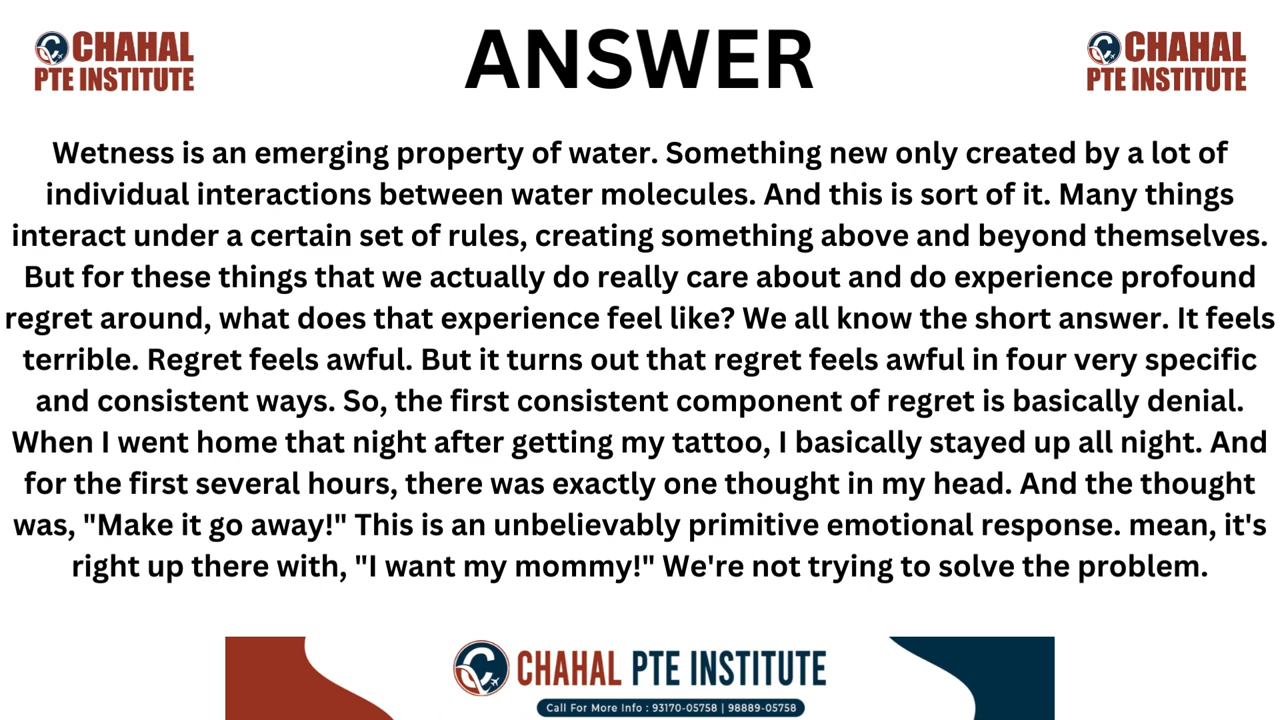 CHAHAL
PTE INSTITUTE
ANSWER
CHAHAL
PTE INSTITUTE
Wetness is an emerging property of water. Something new only created by a lot of
individual interactions between water molecules. And this is sort of it. Many things
interact under a certain set of rules, creating something above and beyond themselves.
But for these things that we actually do really care about and do experience profound
regret around, what does that experience feel like? We all know the short answer. It feels
terrible. Regret feels awful. But it turns out that regret feels awful in four very specific
and consistent ways. So, the first consistent component of regret is basically denial.
When I went home that night after getting my tattoo, I basically stayed up all night. And
for the first several hours, there was exactly one thought in my head. And the thought
was, "Make it go away!" This is an unbelievably primitive emotional response. mean, it's
right up there with, "I want my mommy!" We're not trying to solve the problem.
CHAHAL PTE INSTITUTE
Call For More Info : 93170-05758 | 98889-05758